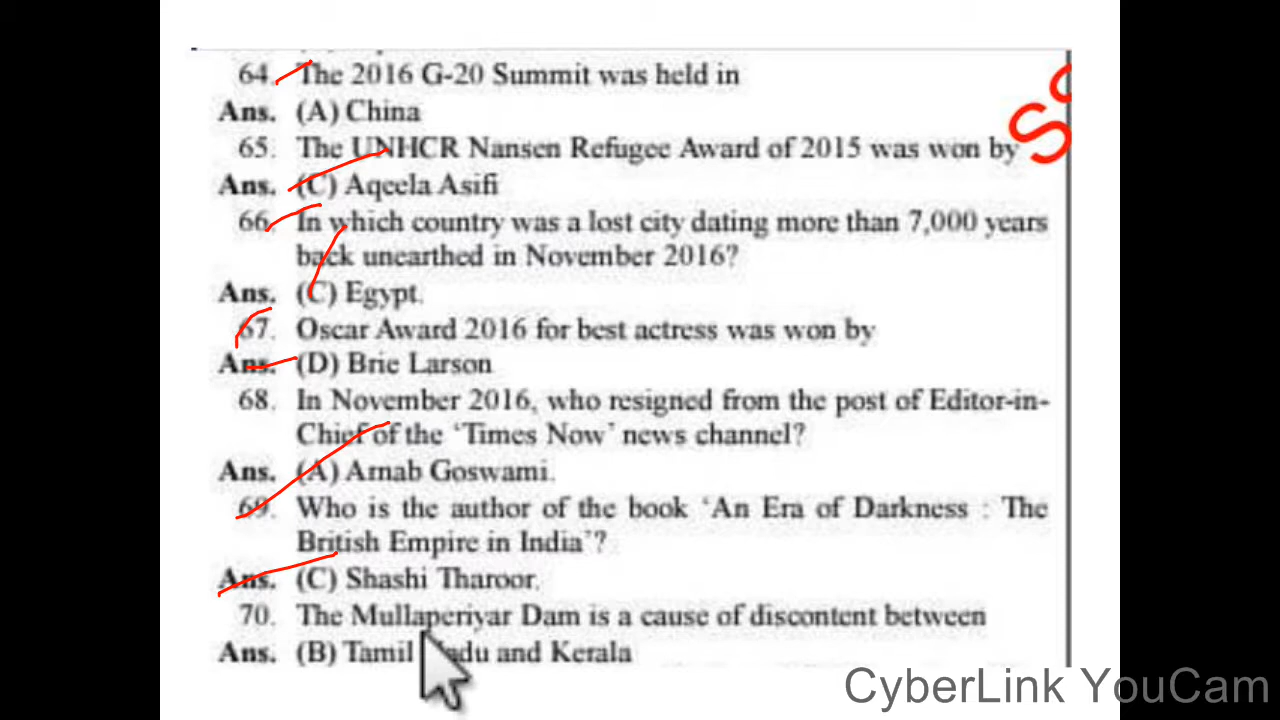 64. The 2016 G-20 Summit was held in
Ans. (A) China
65. The UNHCR Nansen Refugee Award of 2015 was won by
Ans. (C) Aqeela Asifi
66. In which country was a lost city dating more than 7,000 years
back unearthed in November 2016?
Ans. (C) Egypt.
67. Oscar Award 2016 for best actress was won by
Ans. (D) Brie Larson
68. In November 2016, who resigned from the post of Editor-in-
Chief of the ‘Times Now’ news channel?
Ans. (A) Arnab Goswami.
69. Who is the author of the book ‘An Era of Darkness : The
British Empire in India’?
Ans. (C) Shashi Tharoor.
70. The Mullaperiyar Dam is a cause of discontent between
Ans. (B) Tamil Nadu and Kerala
CyberLink YouCam